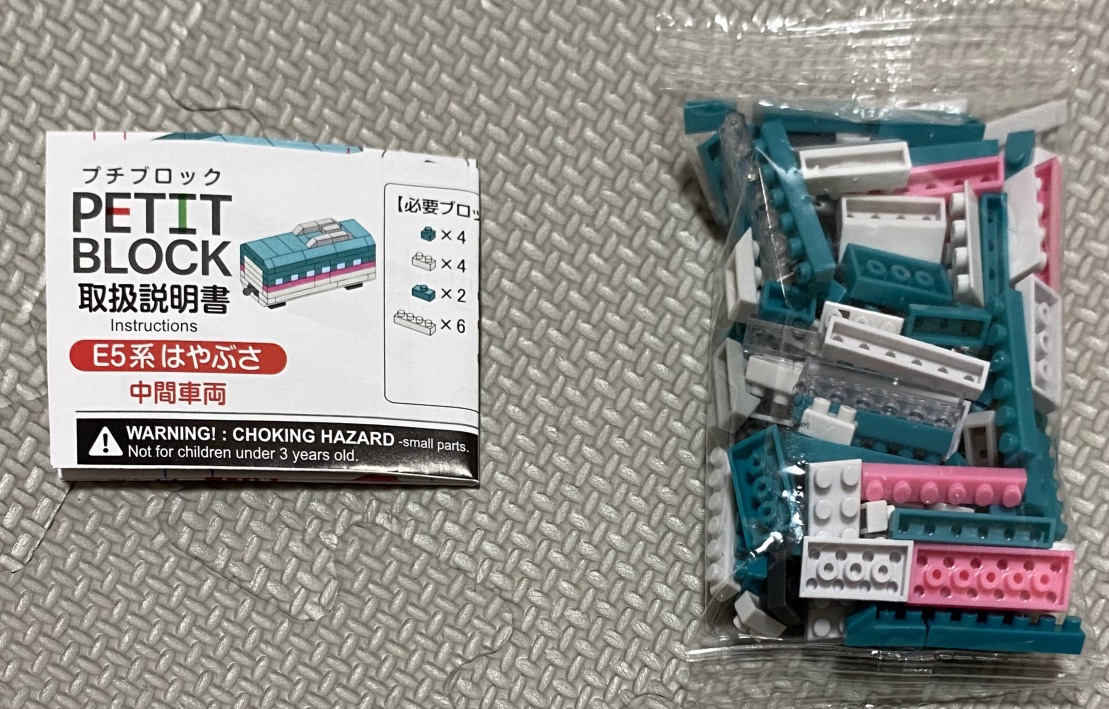 プチブロック
PETIT
BLOCK
取扱説明書
Instructions
E5系 はやぶさ
中間車両
【必要ブロッ
×4
×4
×2
×6
WARNING! : CHOKING HAZARD -small parts.
Not for children under 3 years old.